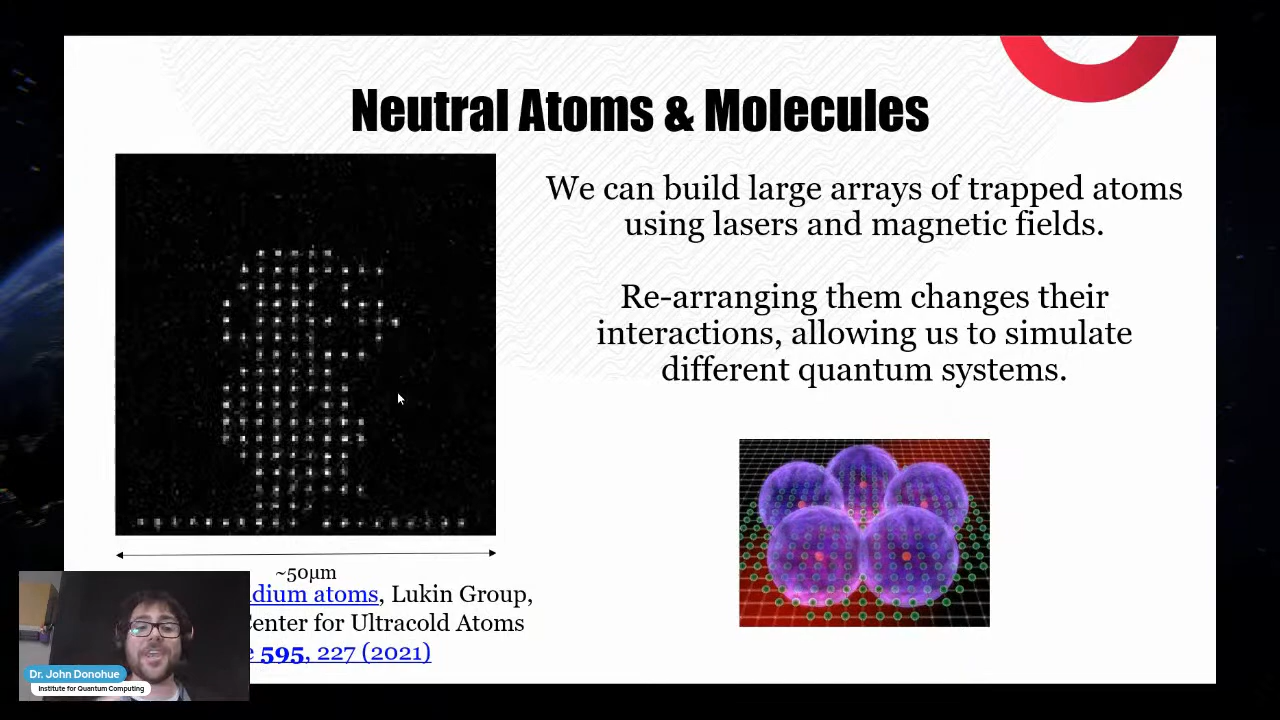 Neutral Atoms & Molecules
We can build large arrays of trapped atoms
using lasers and magnetic fields.
Re-arranging them changes their
interactions, allowing us to simulate
different quantum systems.
~50μm
dium atoms, Lukin Group,
enter for Ultracold Atoms
e 595, 227 (2021)
Dr. John Donohue
Institute for Quantum Computing